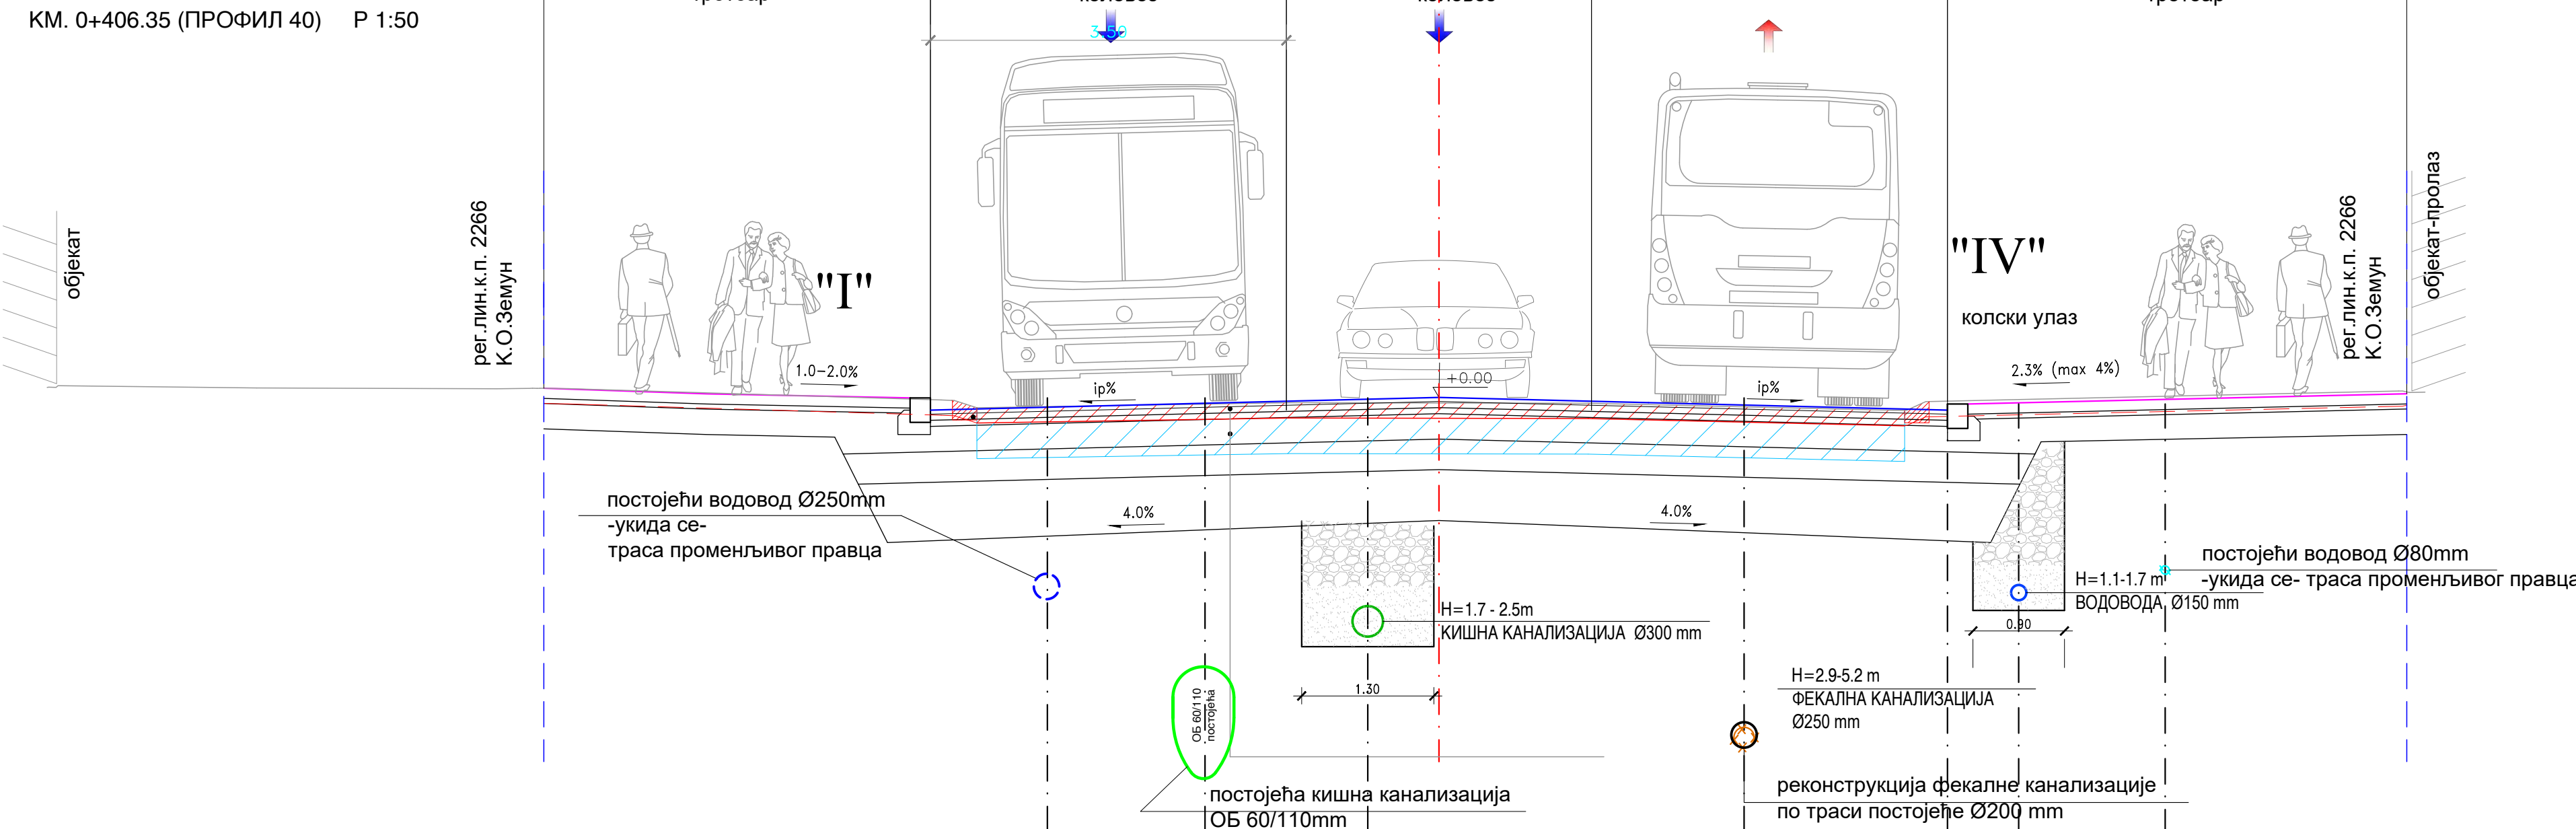 КМ. 0+406.35 (ПРОФИЛ 40) Р 1:50
3.50
објекат
рег.лин.к.п. 2266
К.О.Земун
"I"
1.0–2.0%
ip%
+0.00
ip%
"IV"
колски улаз
2.3% (max 4%)
рег.лин.к.п. 2266
К.О.Земун
објекат-пролаз
постојећи водовод Ø250mm
-укида се-
траса променљивог правца
4.0%
4.0%
H=1.7 - 2.5m
КИШНА КАНАЛИЗАЦИЈА Ø300 mm
1.30
ОБ 60/110
постојећа
постојећа кишна канализација
ОБ 60/110mm
H=2.9-5.2 m
ФЕКАЛНА КАНАЛИЗАЦИЈА
Ø250 mm
реконструкција фекалне канализације
по траси постојеће Ø200 mm
H=1.1-1.7 m
ВОДОВОДА Ø150 mm
0.90
постојећи водовод Ø80mm
-укида се- траса променљивог правца